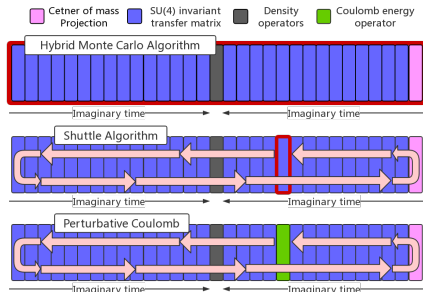 Cetner of mass
Projection
SU(4) invariant
transfer matrix
Density
operators
Coulomb energy
operator
Hybrid Monte Carlo Algorithm
Imaginary time
Imaginary time
Shuttle Algorithm
Imaginary time
Imaginary time
Perturbative Coulomb
Imaginary time
Imaginary time